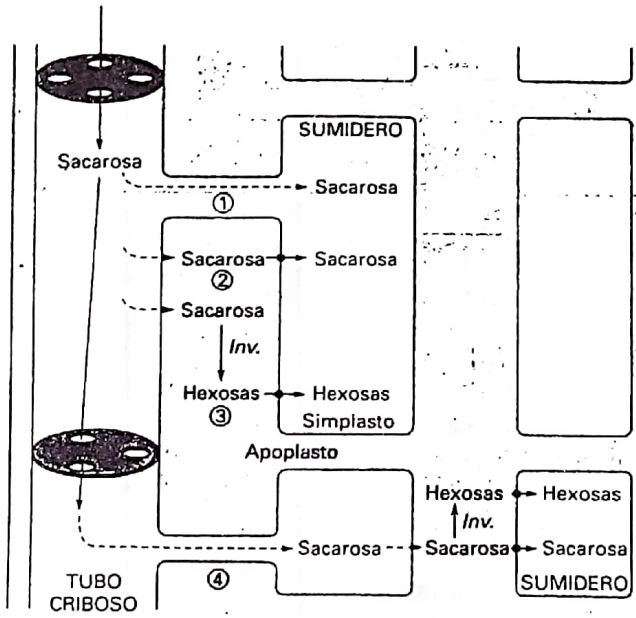 SUMIDERO
Sacarosa
Sacarosa
①
Sacarosa Sacarosa
②
Sacarosa
Inv.
Hexosas Hexosas
③
Simplasto
Apoplasto
Hexosas Hexosas
Inv.
Sacarosa Sacarosa Sacarosa
④
TUBO
CRIBOSO
SUMIDERO